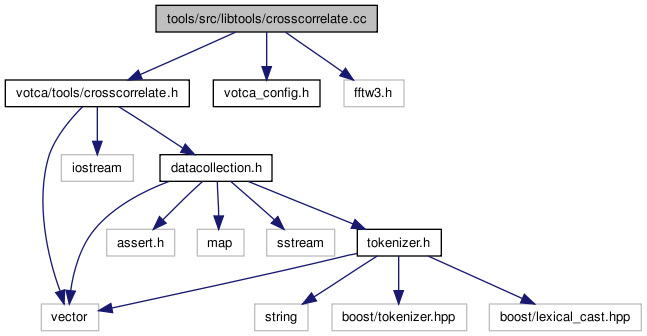 tools/src/libtools/crosscorrelate.cc
votca/tools/crosscorrelate.h
votca_config.h
fftw3.h
iostream
datacollection.h
assert.h
map
sstream
tokenizer.h
vector
string
boost/tokenizer.hpp
boost/lexical_cast.hpp